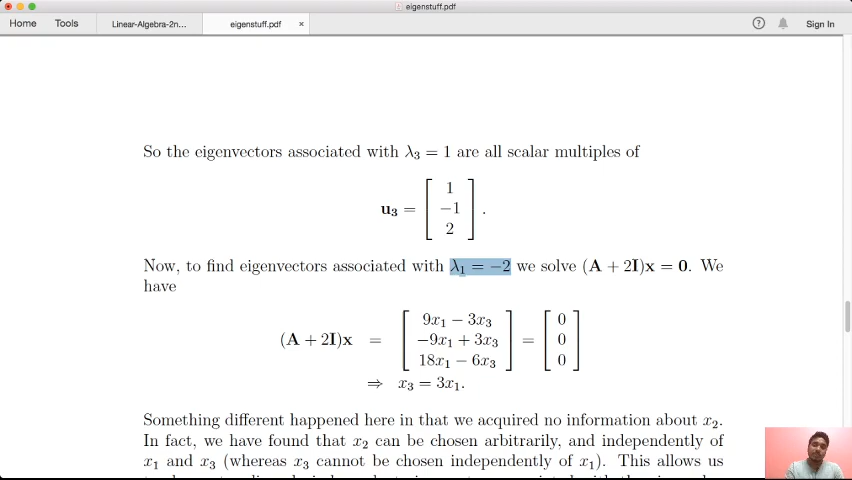 eigenstuff.pdf
Home Tools Linear-Algebra-2n... eigenstuff.pdf × ? Sign In
So the eigenvectors associated with λ₃ = 1 are all scalar multiples of
u₃ = [ 1
−1
2 ] .
Now, to find eigenvectors associated with λ₁ = −2 we solve (A + 2I)x = 0. We
have
(A + 2I)x = [ 9x₁ − 3x₃
−9x₁ + 3x₃
18x₁ − 6x₃ ] = [ 0
0
0 ]
⇒ x₃ = 3x₁.
Something different happened here in that we acquired no information about x₂.
In fact, we have found that x₂ can be chosen arbitrarily, and independently of
x₁ and x₃ (whereas x₃ cannot be chosen independently of x₁). This allows us